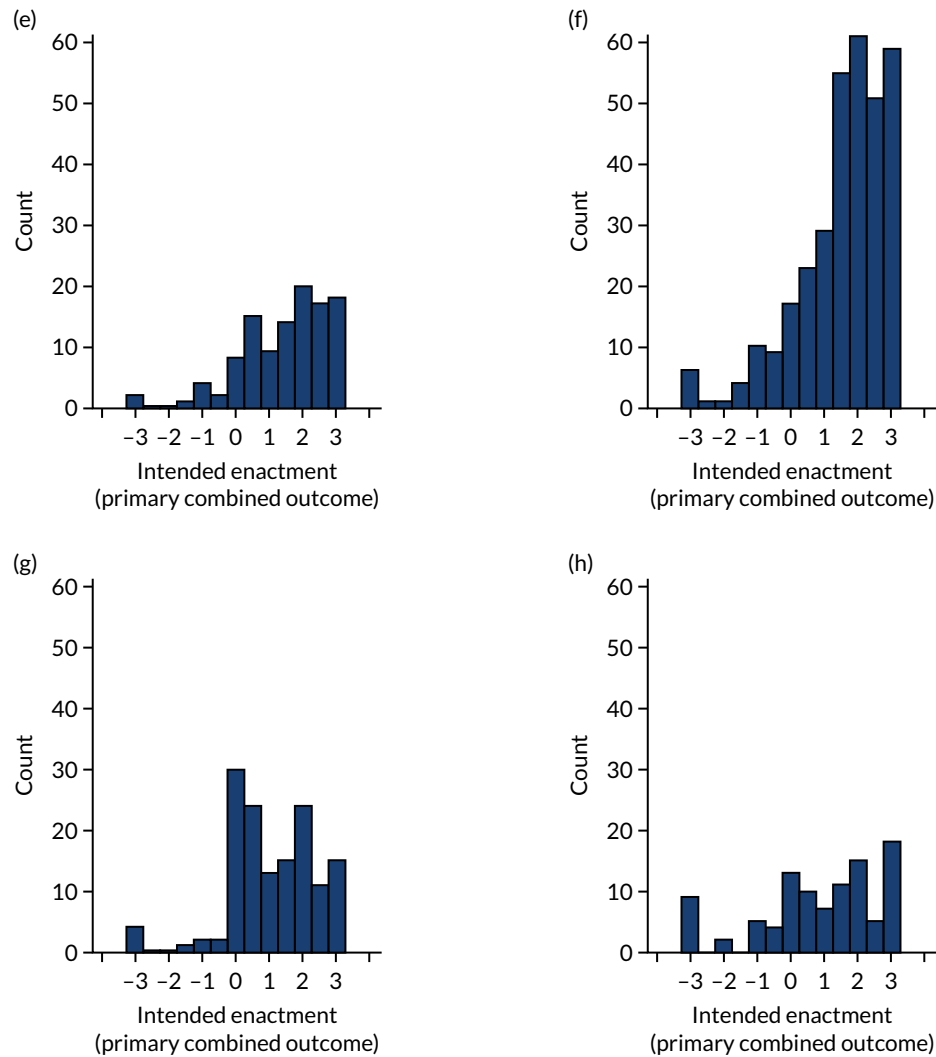 (e)
60
50
40
30
20
10
0
Count
–3 –2 –1 0 1 2 3
Intended enactment
(primary combined outcome)
(f)
60
50
40
30
20
10
0
Count
–3 –2 –1 0 1 2 3
Intended enactment
(primary combined outcome)
(g)
60
50
40
30
20
10
0
Count
–3 –2 –1 0 1 2 3
Intended enactment
(primary combined outcome)
(h)
60
50
40
30
20
10
0
Count
–3 –2 –1 0 1 2 3
Intended enactment
(primary combined outcome)